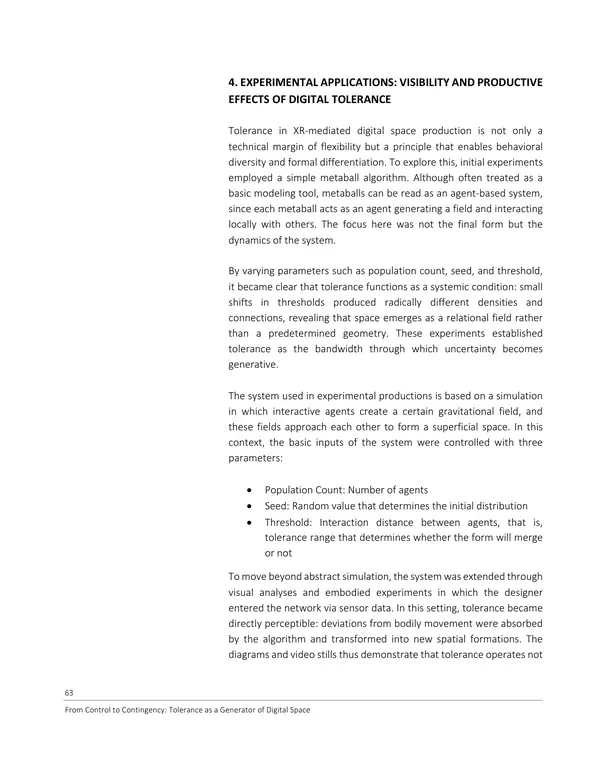 4. EXPERIMENTAL APPLICATIONS: VISIBILITY AND PRODUCTIVE
EFFECTS OF DIGITAL TOLERANCE
Tolerance in XR-mediated digital space production is not only a
technical margin of flexibility but a principle that enables behavioral
diversity and formal differentiation. To explore this, initial experiments
employed a simple metaball algorithm. Although often treated as a
basic modeling tool, metaballs can be read as an agent-based system,
since each metaball acts as an agent generating a field and interacting
locally with others. The focus here was not the final form but the
dynamics of the system.
By varying parameters such as population count, seed, and threshold,
it became clear that tolerance functions as a systemic condition: small
shifts in thresholds produced radically different densities and
connections, revealing that space emerges as a relational field rather
than a predetermined geometry. These experiments established
tolerance as the bandwidth through which uncertainty becomes
generative.
The system used in experimental productions is based on a simulation
in which interactive agents create a certain gravitational field, and
these fields approach each other to form a superficial space. In this
context, the basic inputs of the system were controlled with three
parameters:
• Population Count: Number of agents
• Seed: Random value that determines the initial distribution
• Threshold: Interaction distance between agents, that is,
tolerance range that determines whether the form will merge
or not
To move beyond abstract simulation, the system was extended through
visual analyses and embodied experiments in which the designer
entered the network via sensor data. In this setting, tolerance became
directly perceptible: deviations from bodily movement were absorbed
by the algorithm and transformed into new spatial formations. The
diagrams and video stills thus demonstrate that tolerance operates not
63
From Control to Contingency: Tolerance as a Generator of Digital Space